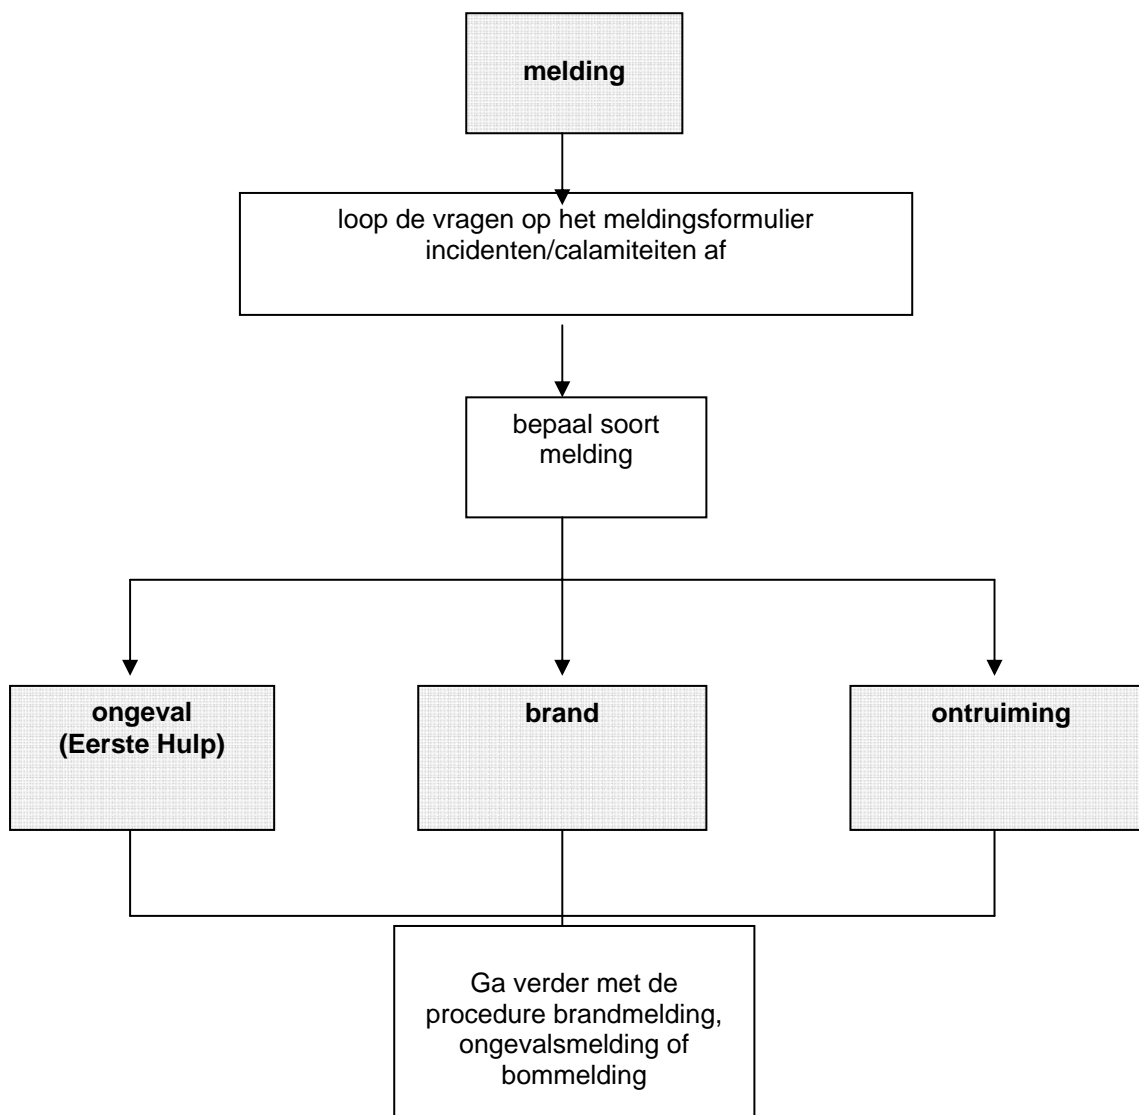 melding
loop de vragen op het meldingsformulier
incidenten/calamiteiten af
bepaal soort
melding
ongeval
(Eerste Hulp)
brand
ontruiming
Ga verder met de
procedure brandmelding,
ongevalsmelding of
bommelding